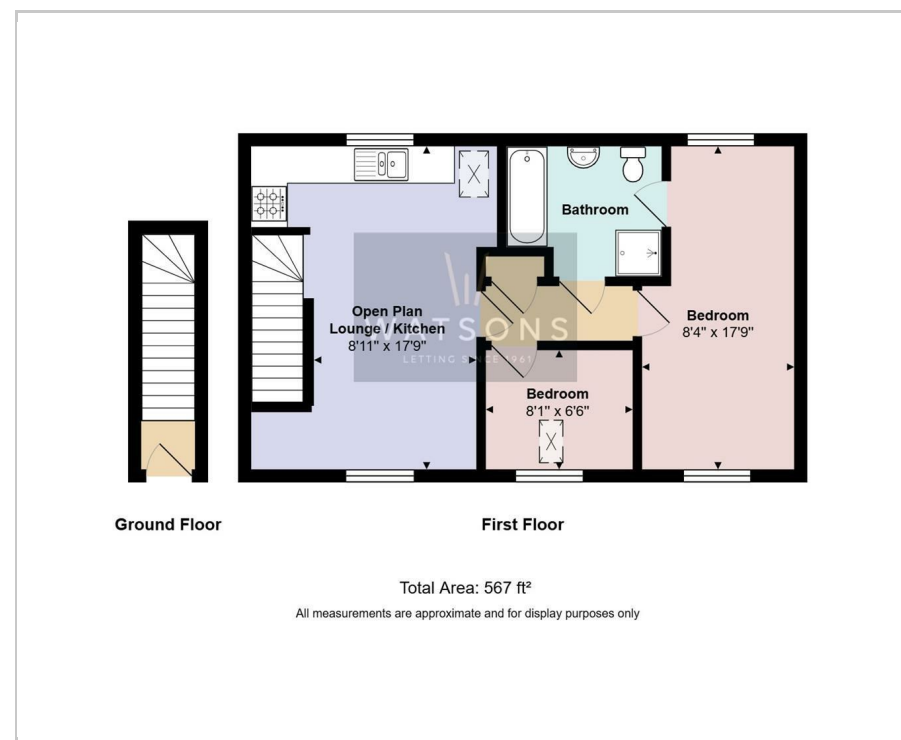 Bathroom
Open Plan
Lounge / Kitchen
8'11" x 17'9"
Bedroom
8'4" x 17'9"
WATSONS
LETTING SINCE 1961
Bedroom
8'1" x 6'6"
Ground Floor
First Floor
Total Area: 567 ft²
All measurements are approximate and for display purposes only